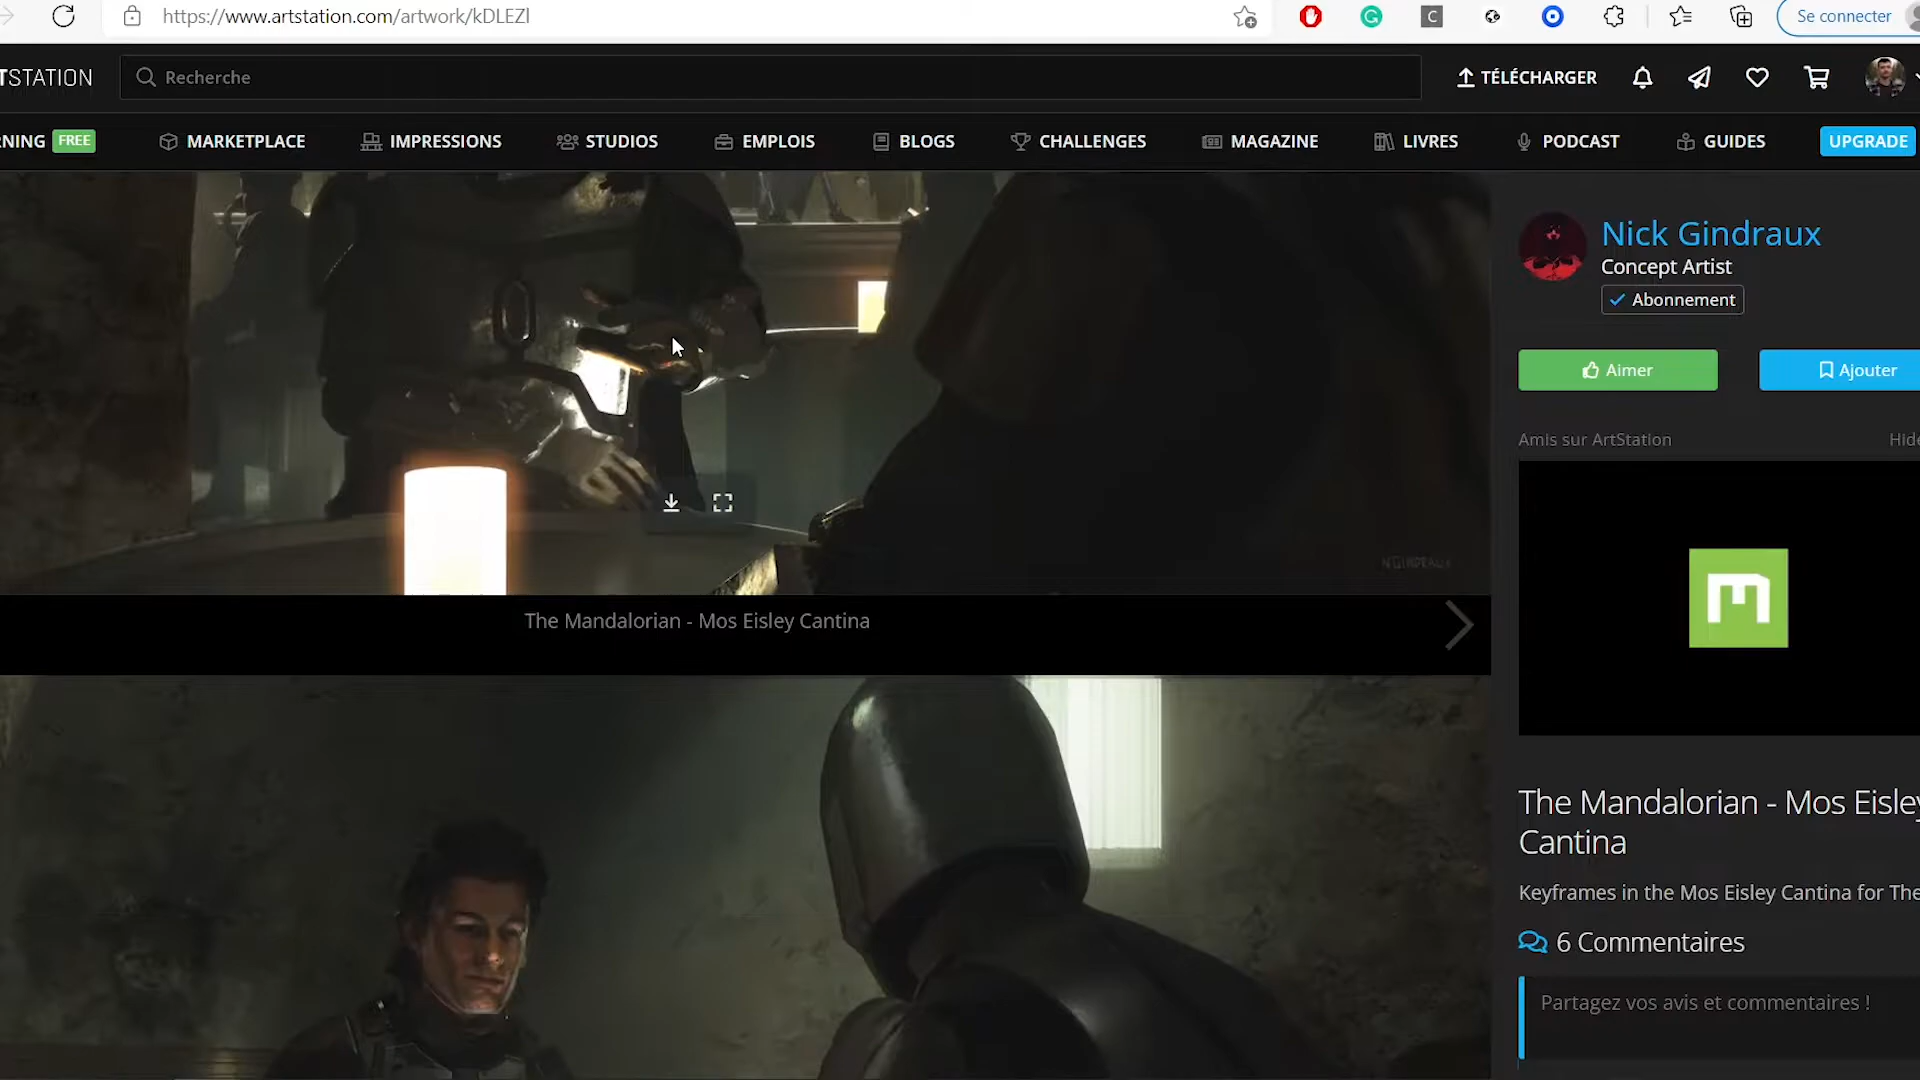 https://www.artstation.com/artwork/kDLEZl
Se connecter
TSTATION
Recherche
TÉLÉCHARGER
NING FREE
MARKETPLACE
IMPRESSIONS
STUDIOS
EMPLOIS
BLOGS
CHALLENGES
MAGAZINE
LIVRES
PODCAST
GUIDES
UPGRADE
Nick Gindraux
Concept Artist
Abonnement
Aimer
Ajouter
Amis sur ArtStation
Hide
The Mandalorian - Mos Eisley Cantina
The Mandalorian - Mos Eisley
Cantina
Keyframes in the Mos Eisley Cantina for The
6 Commentaires
Partagez vos avis et commentaires !